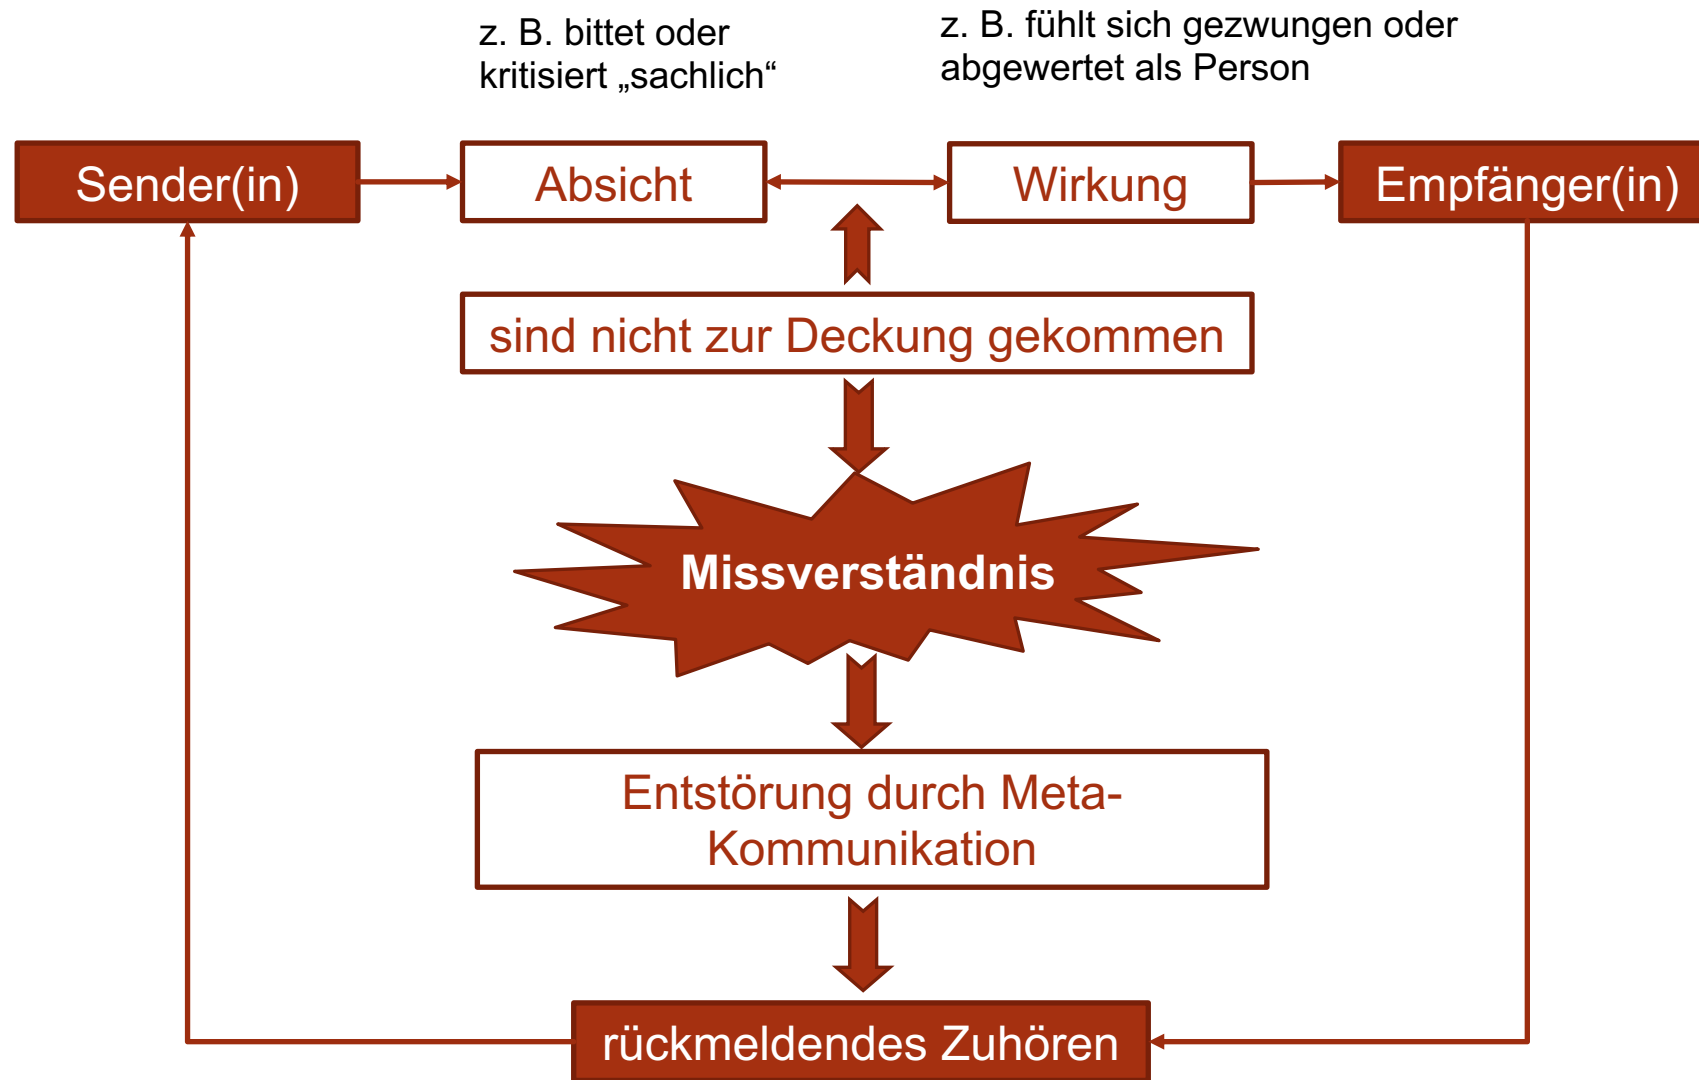 z. B. bittet oder
kritisiert „sachlich“
z. B. fühlt sich gezwungen oder
abgewertet als Person
Sender(in)
Absicht
Wirkung
Empfänger(in)
sind nicht zur Deckung gekommen
Missverständnis
Entstörung durch Meta-
Kommunikation
rückmeldendes Zuhören